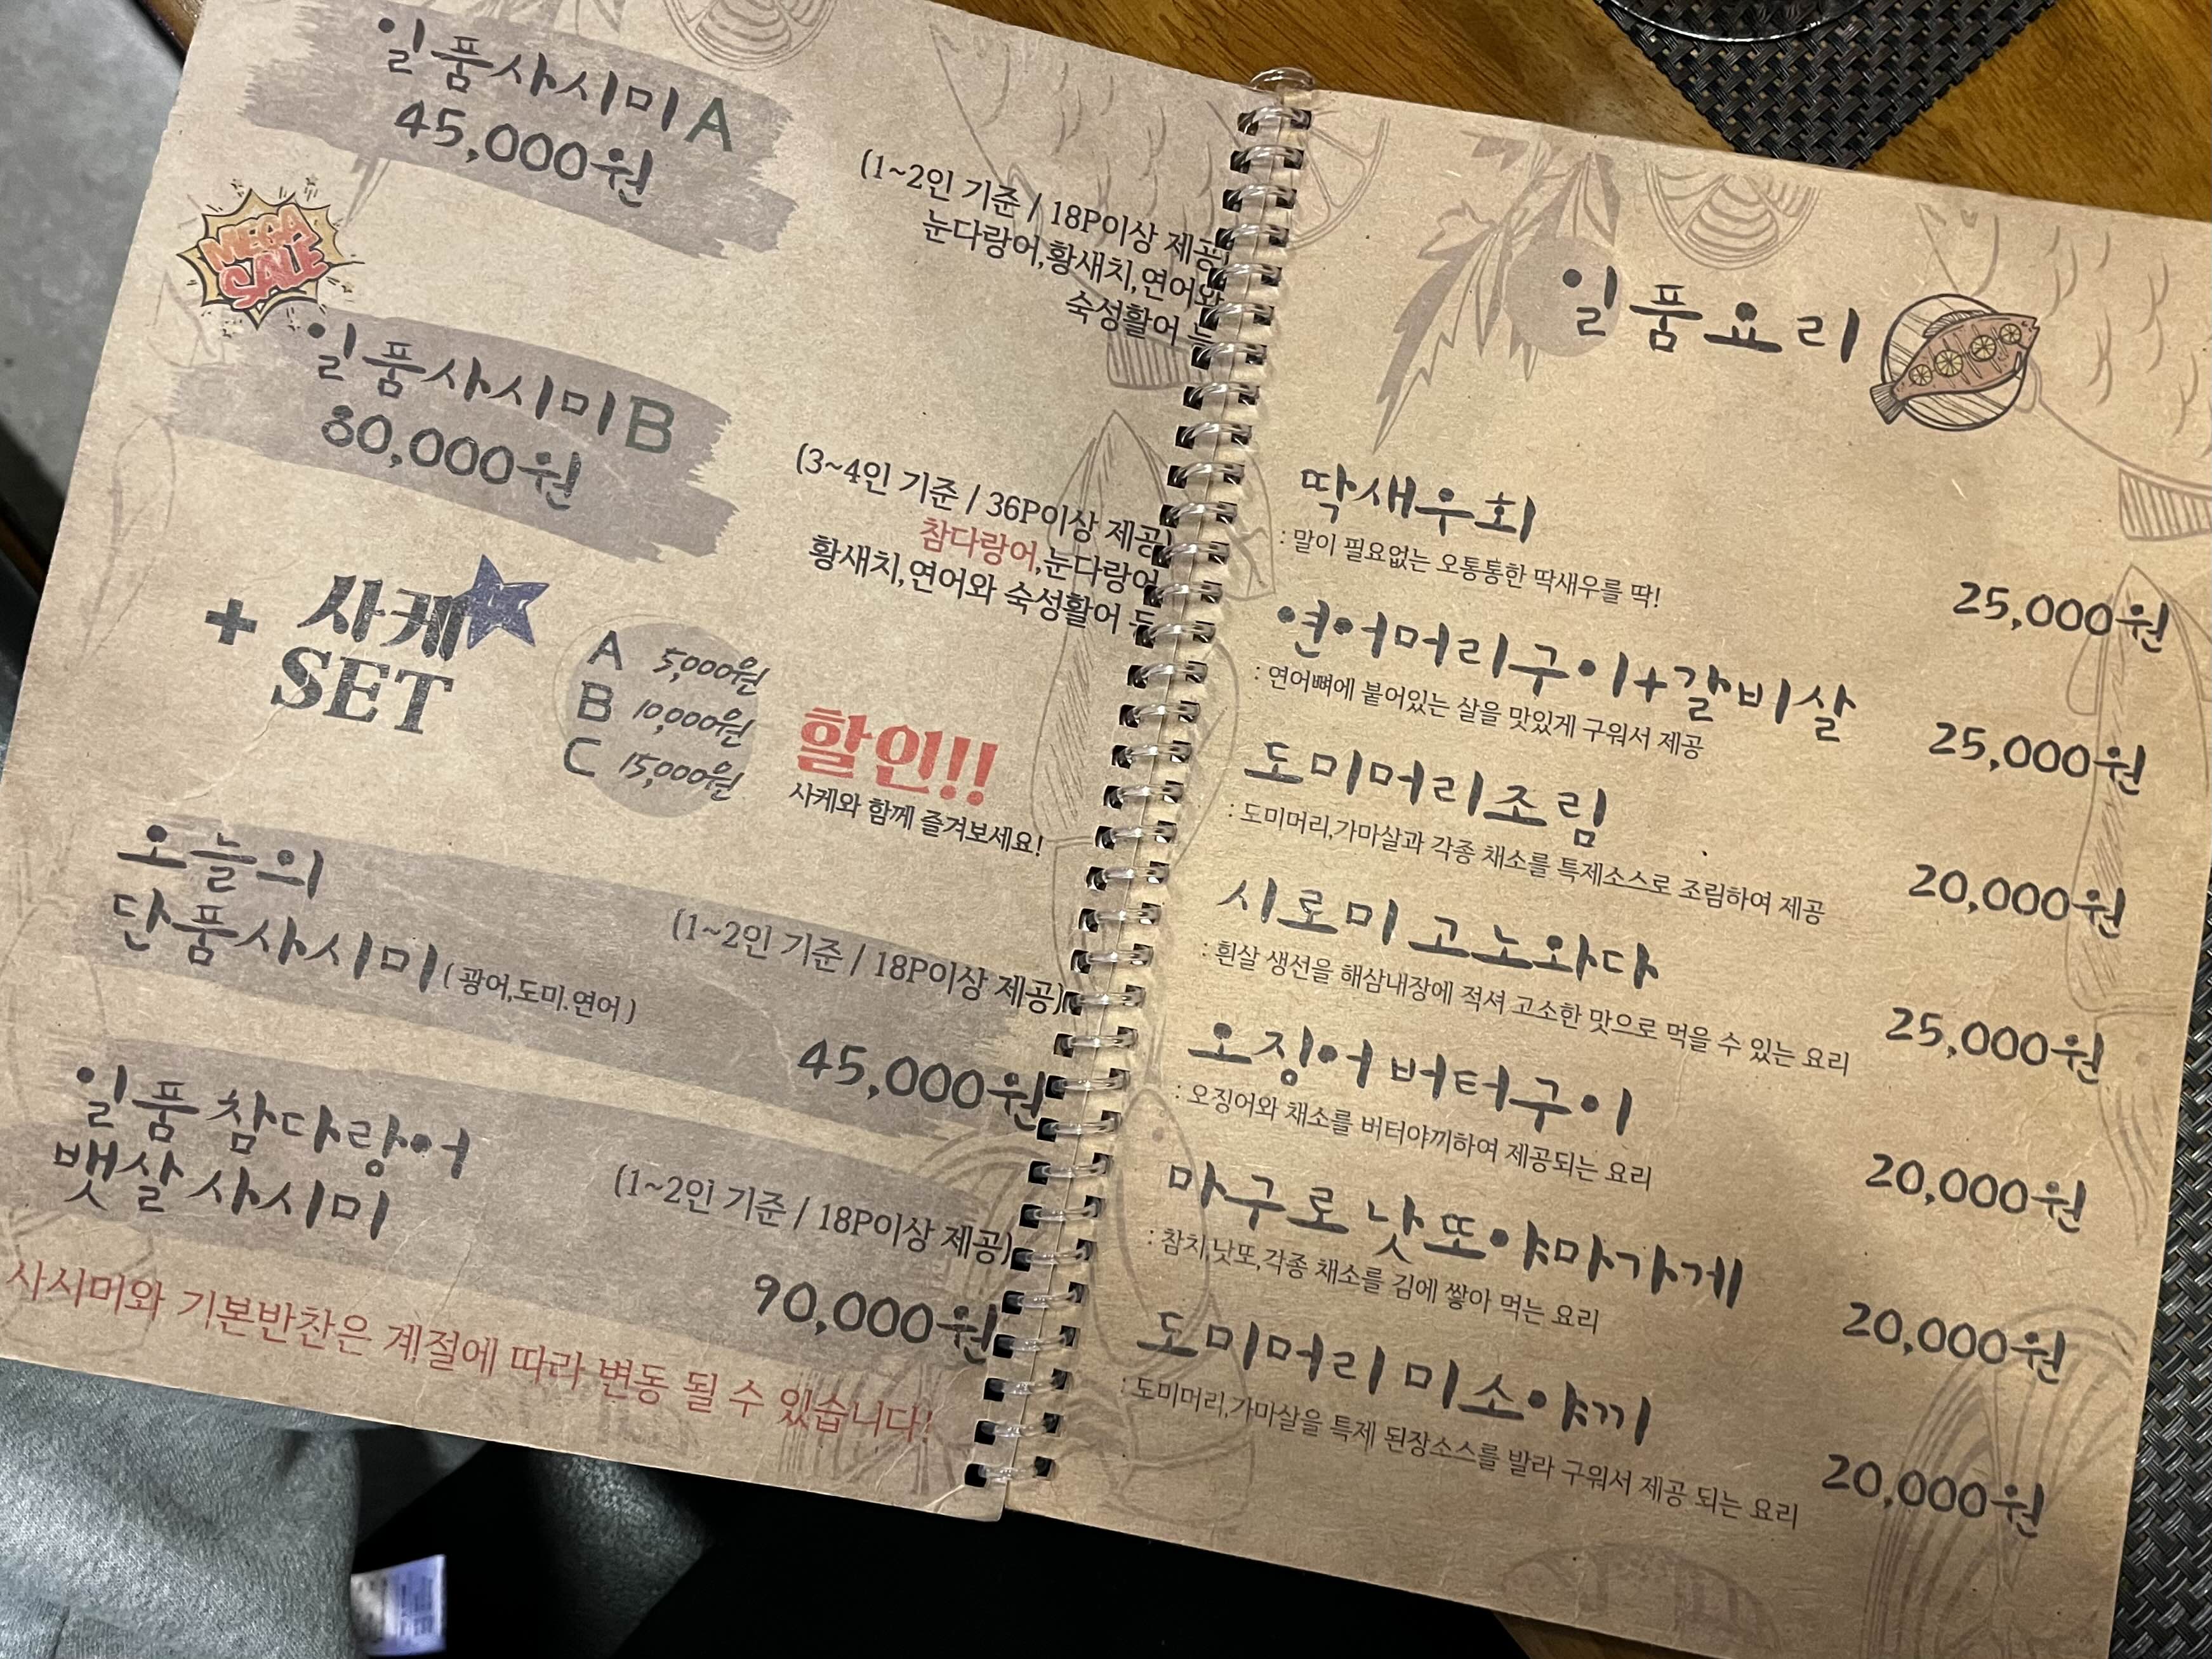 일품사시미 A
45,000원
(1~2인 기준 / 18P이상 제공)
눈다랑어,황새치,연어와
숙성활어 등
MEGA
SALE
일품사시미 B
80,000원
(3~4인 기준 / 36P이상 제공)
참다랑어,눈다랑어
황새치,연어와 숙성활어 등
+ 사케
SET
A 5,000원
B 10,000원
C 15,000원
할인!!
사케와 함께 즐겨보세요!
오늘의
단품사시미 ( 광어,도미.연어 )
(1~2인 기준 / 18P이상 제공)
45,000원
일품 참다랑어
뱃살 사시미
(1~2인 기준 / 18P이상 제공)
90,000원
사시미와 기본반찬은 계절에 따라 변동 될 수 있습니다!
일품요리
딱새우회
: 말이 필요없는 오통통한 딱새우를 딱!
25,000원
연어머리구이+갈비살
: 연어뼈에 붙어있는 살을 맛있게 구워서 제공
25,000원
도미머리조림
: 도미머리,가마살과 각종 채소를 특제소스로 조림하여 제공
20,000원
시로미 고노와다
: 흰살 생선을 해삼내장에 적셔 고소한 맛으로 먹을 수 있는 요리
25,000원
오징어 버터구이
: 오징어와 채소를 버터야끼하여 제공되는 요리
20,000원
마구로 낫또야마가게
: 참치,낫또,각종 채소를 김에 쌓아 먹는 요리
20,000원
도미머리 미소야끼
: 도미머리,가마살을 특제 된장소스를 발라 구워서 제공 되는 요리
20,000원